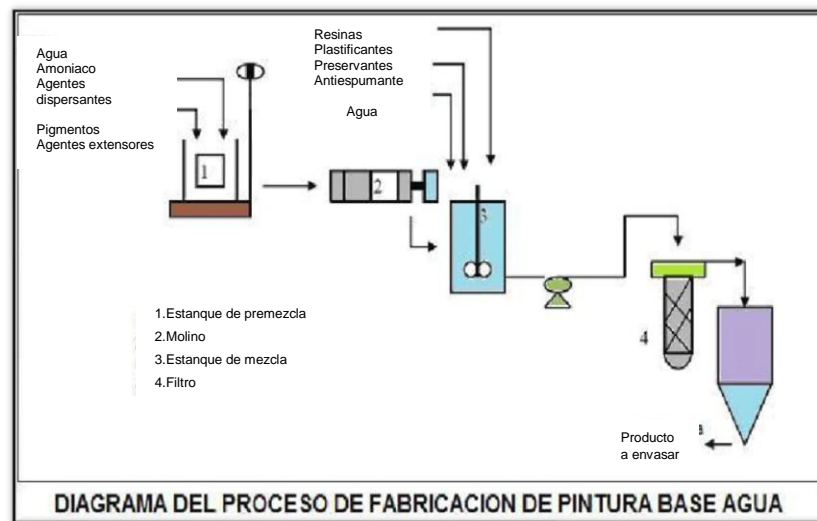 Agua
Amoniaco
Agentes
dispersantes
Pigmentos
Agentes extensores
Resinas
Plastificantes
Preservantes
Antiespumante
Agua
1
2
3
4
1.Estanque de premezcla
2.Molino
3.Estanque de mezcla
4.Filtro
Producto
a envasar
DIAGRAMA DEL PROCESO DE FABRICACION DE PINTURA BASE AGUA